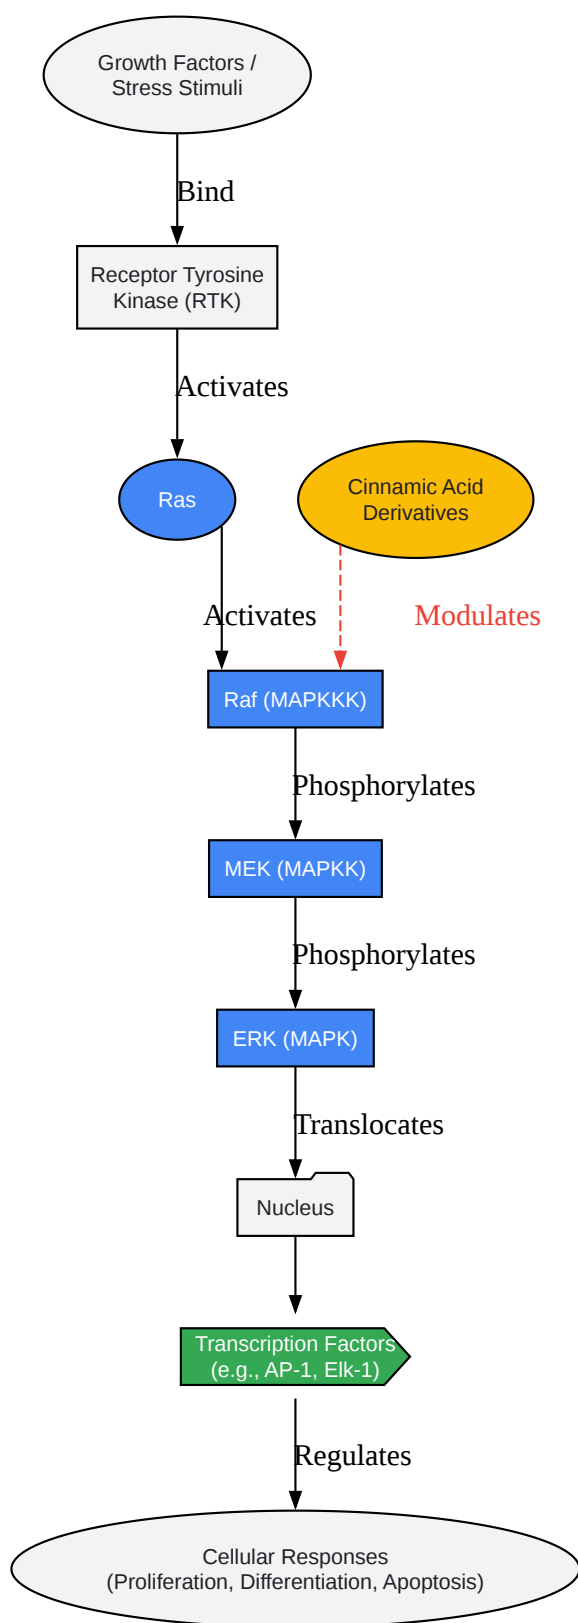 Growth Factors /
Stress Stimuli
Bind
Receptor Tyrosine
Kinase (RTK)
Activates
Ras
Cinnamic Acid
Derivatives
Activates
Modulates
Raf (MAPKKK)
Phosphorylates
MEK (MAPKK)
Phosphorylates
ERK (MAPK)
Translocates
Nucleus
Transcription Factors
(e.g., AP-1, Elk-1)
Regulates
Cellular Responses
(Proliferation, Differentiation, Apoptosis)